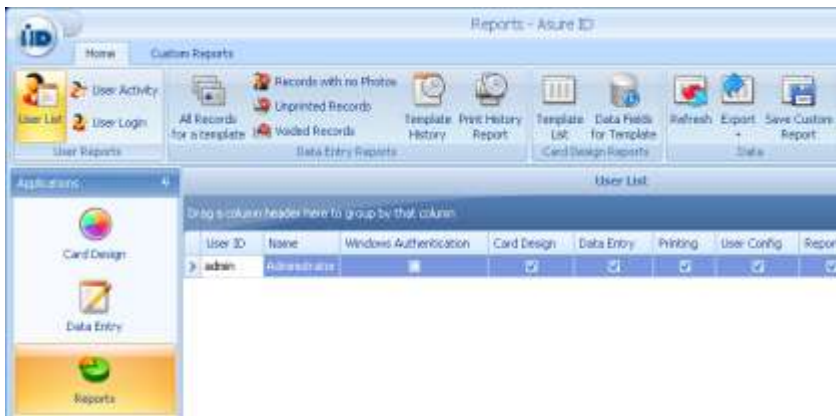 Reports - Asure ID
Home Custom Reports
User List
User Activity
User Login
User Reports
All Records for a template
Records with no Photos
Unprinted Records
Voided Records
Template History
Print History Report
Data Entry Reports
Template List
Data Fields for Template
Card Design Reports
Refresh
Export
Save Custom Report
Data
Applications
User List
Drag a column header here to group by that column
User ID Name Windows Authentication Card Design Data Entry Printing User Config Repor
admin Administrator
Card Design
Data Entry
Reports